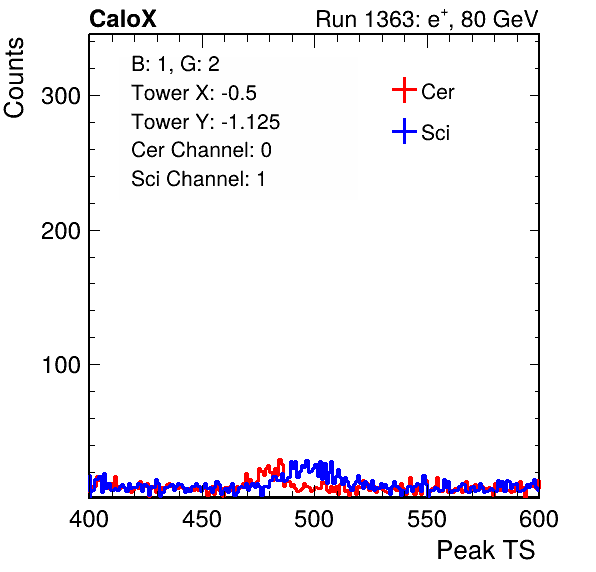 CaloX Run 1363: e⁺, 80 GeV
Counts
B: 1, G: 2
Tower X: -0.5
Tower Y: -1.125
Cer Channel: 0
Sci Channel: 1
Cer
Sci
300
200
100
400 450 500 550 600
Peak TS